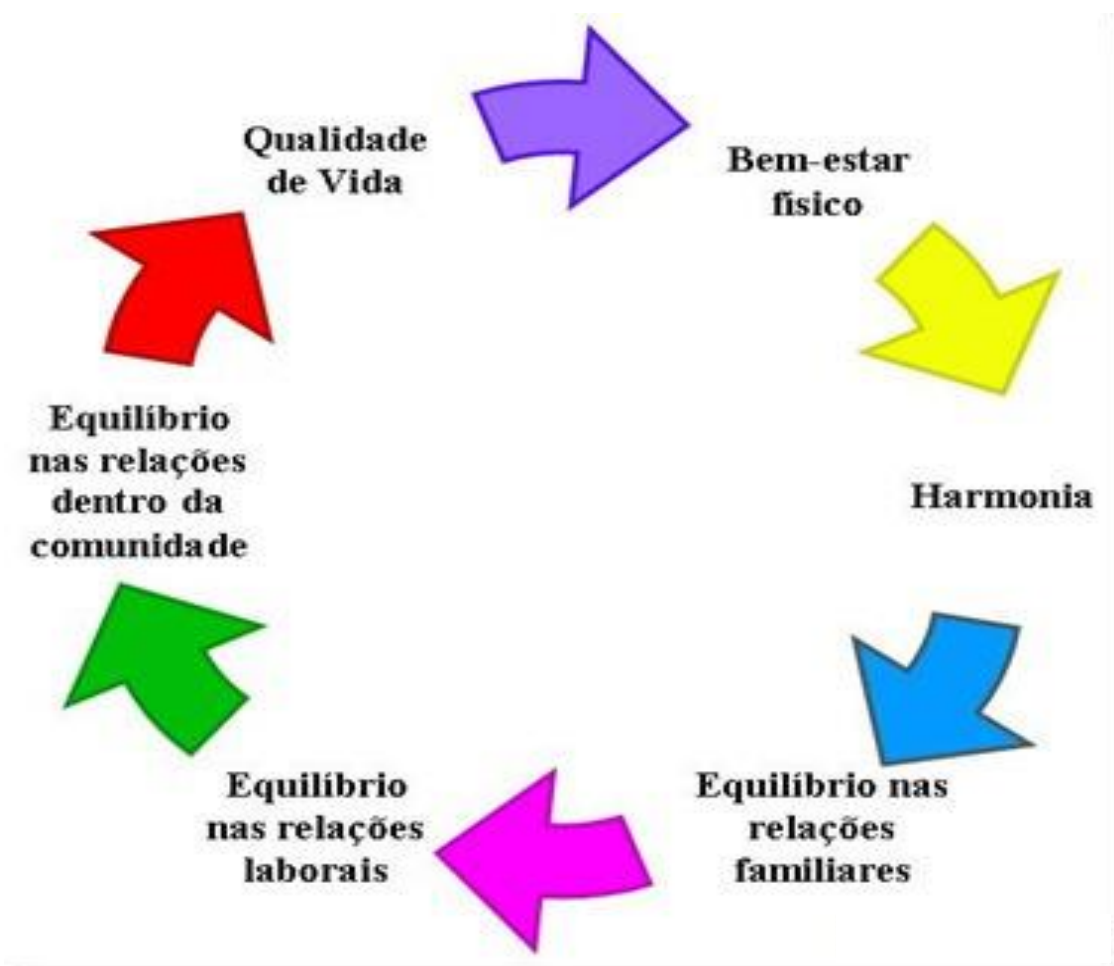 Qualidade
de Vida
Bem-estar
físico
Harmonia
Equilíbrio nas
relações
familiares
Equilíbrio
nas relações
laborais
Equilíbrio
nas relações
dentro da
comunidade